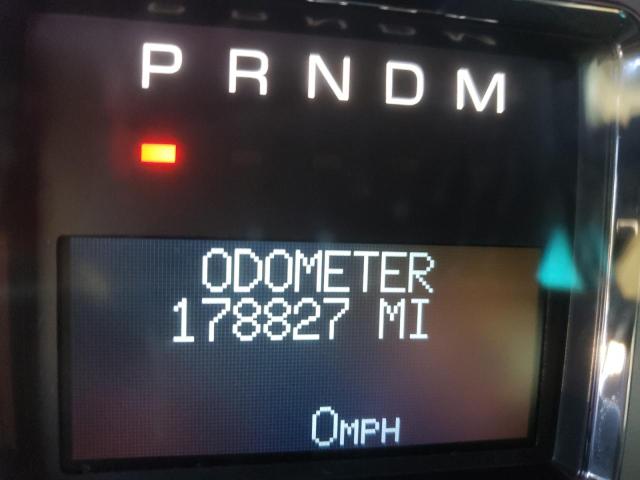 P R N D M
ODOMETER
178827 MI
0MPH